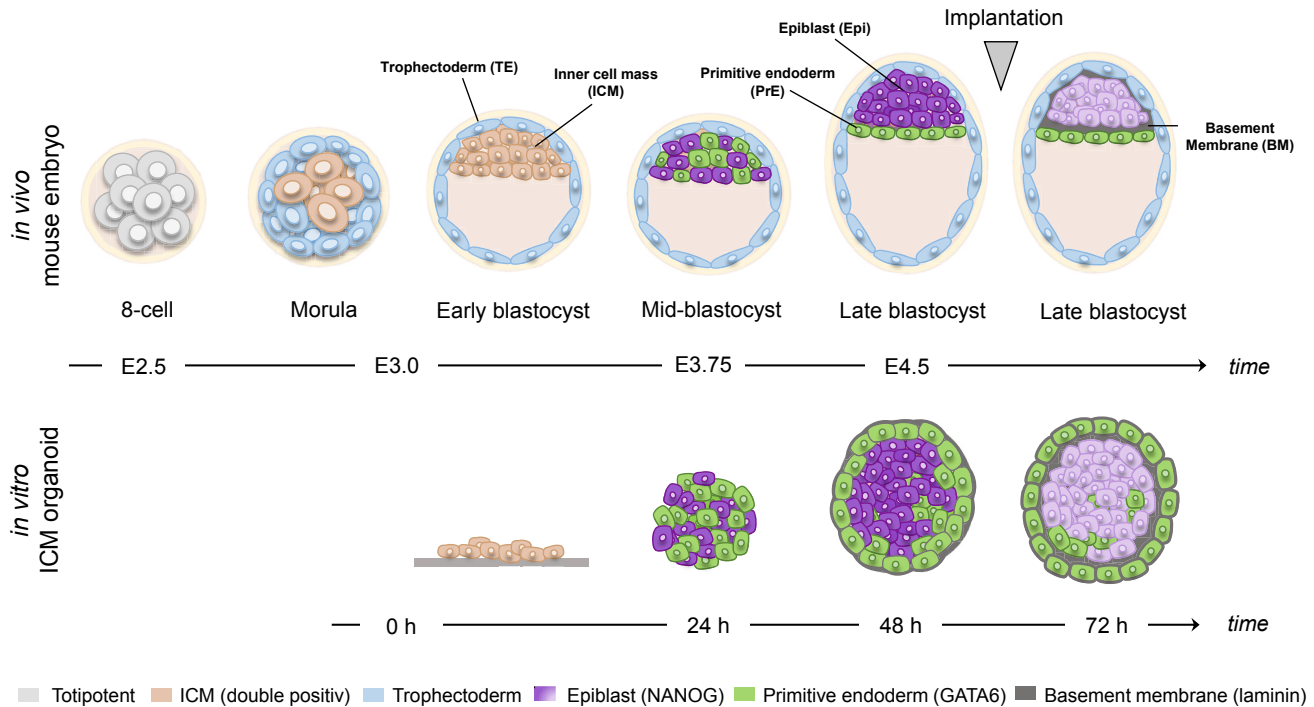 Implantation
Epiblast (Epi)
Trophectoderm (TE)
Inner cell mass
(ICM)
Primitive endoderm
(PrE)
Basement
Membrane (BM)
in vivo
mouse embryo
8-cell
Morula
Early blastocyst
Mid-blastocyst
Late blastocyst
Late blastocyst
E2.5
E3.0
E3.75
E4.5
time
in vitro
ICM organoid
0 h
24 h
48 h
72 h
time
Totipotent
ICM (double positiv)
Trophectoderm
Epiblast (NANOG)
Primitive endoderm (GATA6)
Basement membrane (laminin)